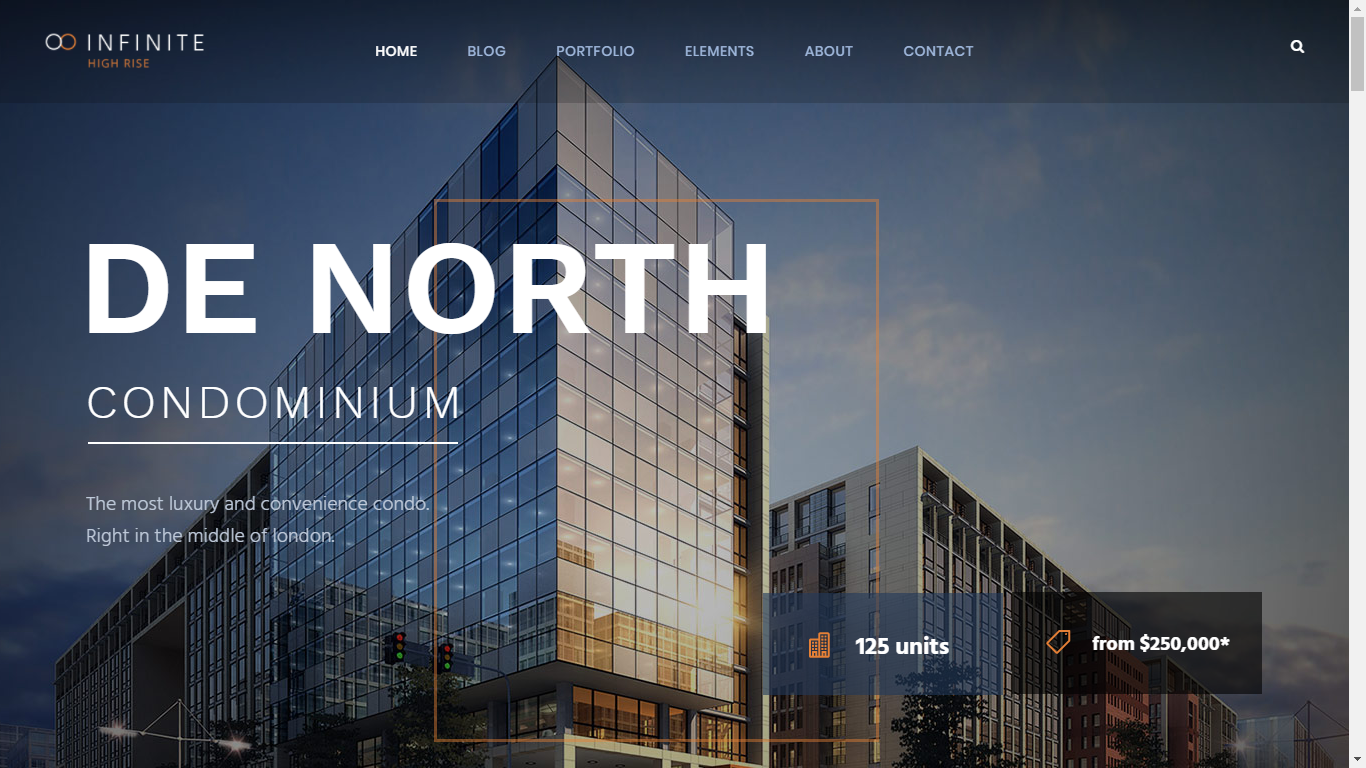 INFINITE
HIGH RISE
HOME BLOG PORTFOLIO ELEMENTS ABOUT CONTACT
DE NORTH
CONDOMINIUM
The most luxury and convenience condo.
Right in the middle of london.
125 units
from $250,000*